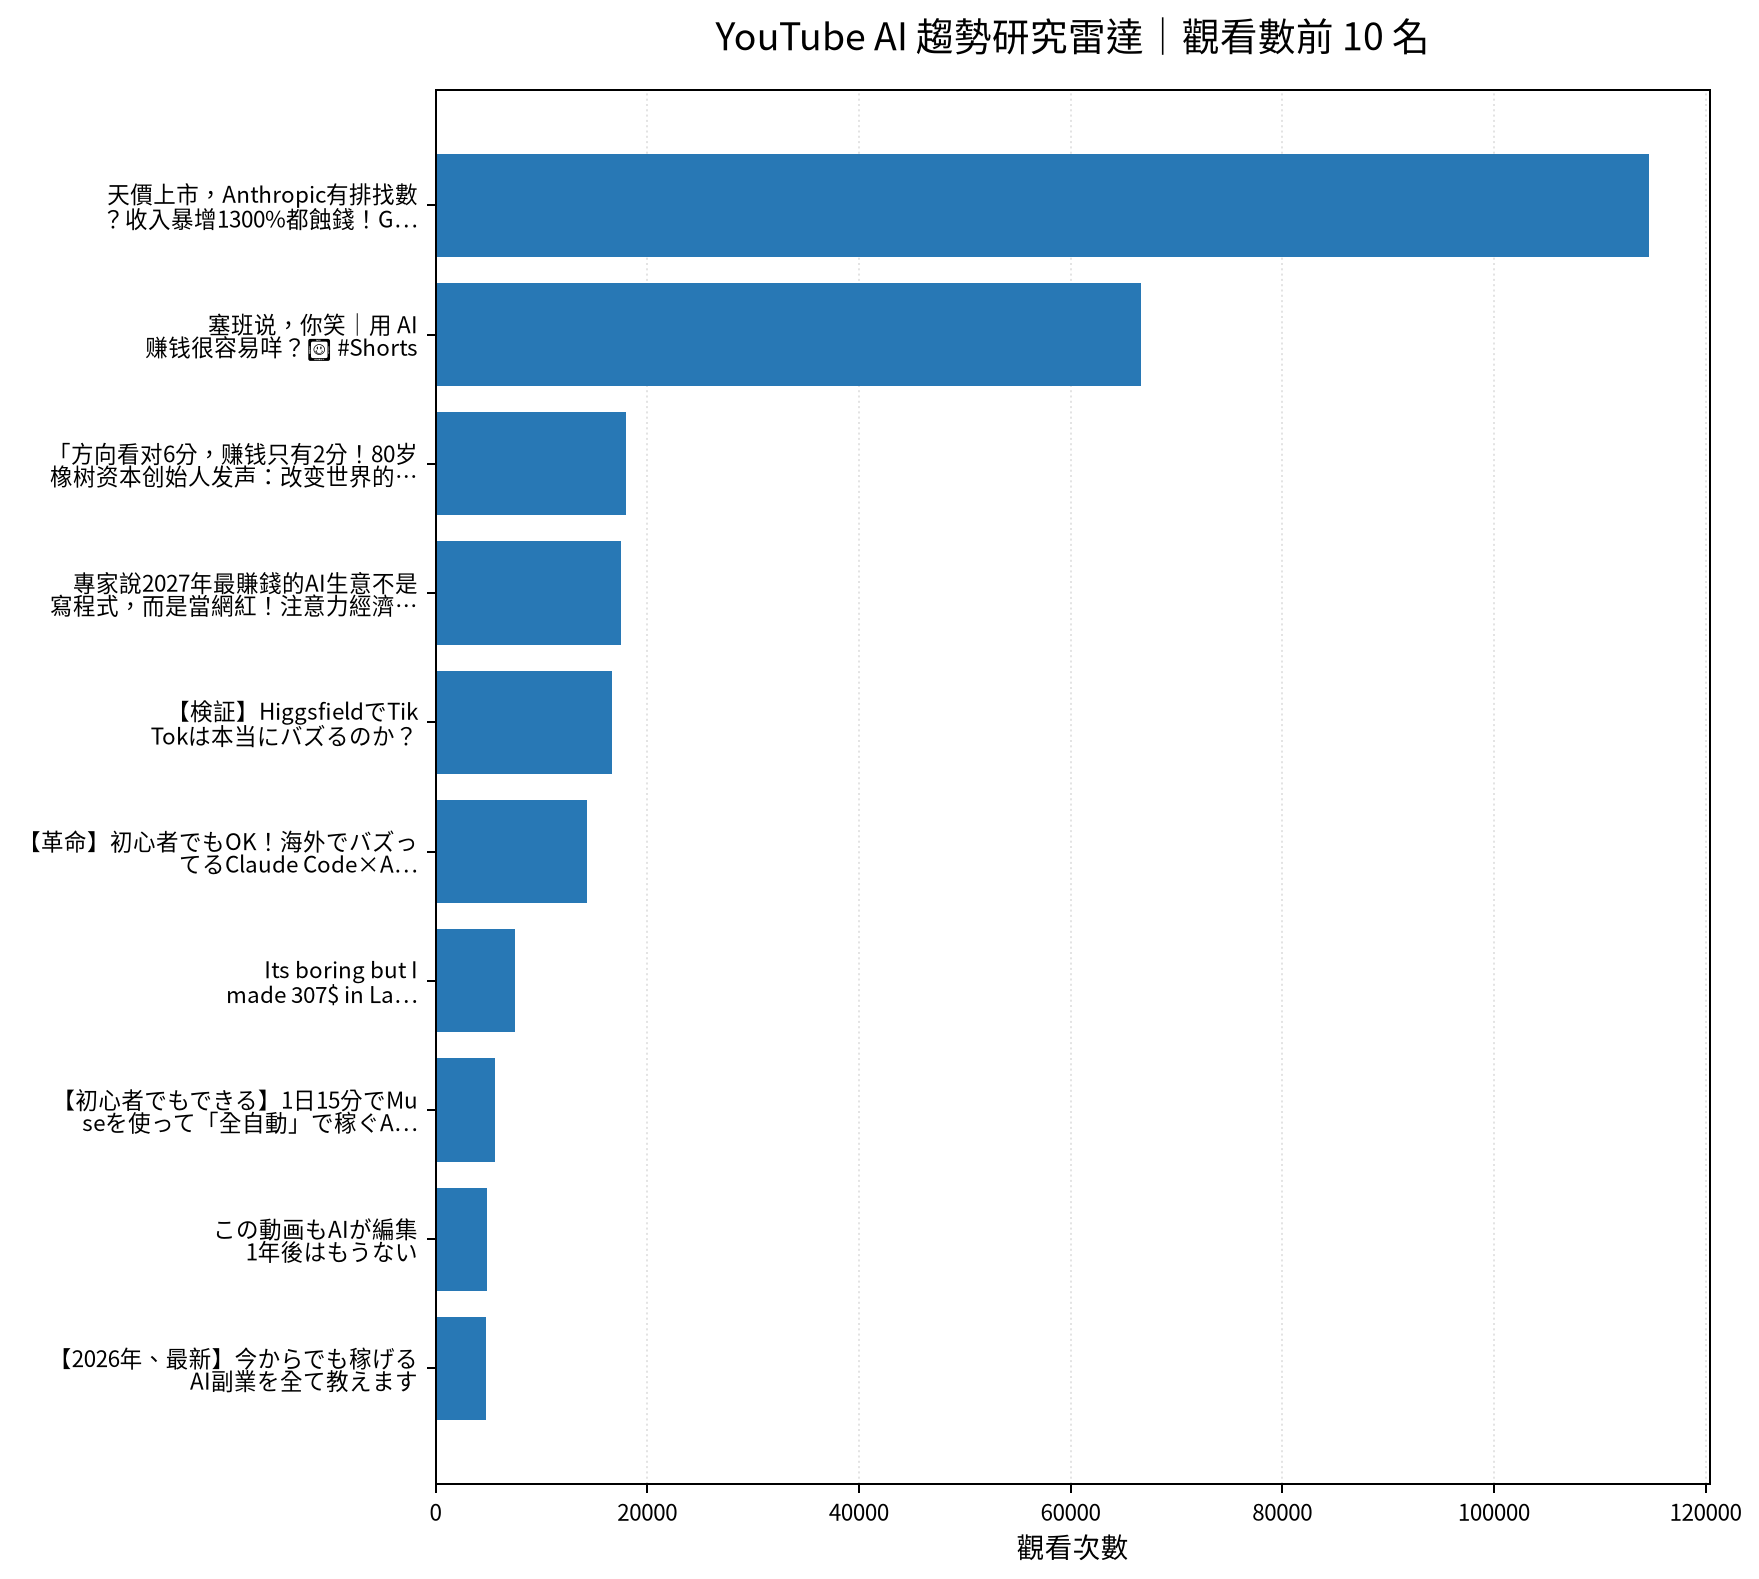 YouTube AI 趨勢研究雷達｜觀看數前 10 名
天價上市，Anthropic有排找數
？收入暴增1300%都蝕錢！G…
塞班说，你笑｜用 AI
赚钱很容易咩？ #Shorts
「方向看对6分，赚钱只有2分！80岁
橡树资本创始人发声：改变世界的…
專家說2027年最賺錢的AI生意不是
寫程式，而是當網紅！注意力經濟…
【検証】HiggsfieldでTik
Tokは本当にバズるのか？
【革命】初心者でもOK！海外でバズっ
てるClaude Code×A…
Its boring but I
made 307$ in La…
【初心者でもできる】1日15分でMu
seを使って「全自動」で稼ぐA…
この動画もAIが編集
1年後はもうない
【2026年、最新】今からでも稼げる
AI副業を全て教えます
0 20000 40000 60000 80000 100000 120000
觀看次數